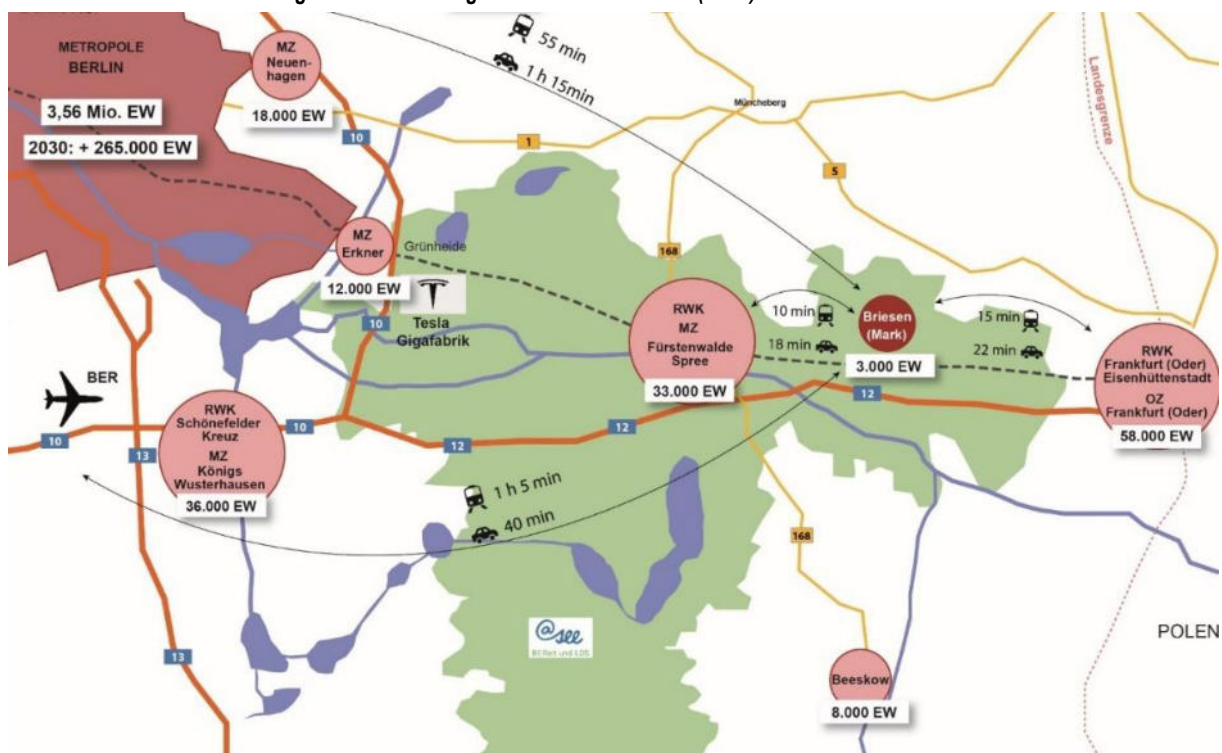 METROPOLE
BERLIN
3,56 Mio. EW
2030: + 265.000 EW
MZ
Neuen-
hagen
18.000 EW
10
55 min
1 h 15min
Müncheberg
1
5
Landesgrenze
168
MZ
Erkner
12.000 EW
Grünheide
Tesla
Gigafabrik
10
RWK
MZ
Fürstenwalde
Spree
33.000 EW
10 min
18 min
Briesen
(Mark)
3.000 EW
15 min
22 min
RWK
Frankfurt (Oder)
Eisenhüttenstadt
OZ
Frankfurt (Oder)
58.000 EW
BER
10
13
RWK
Schönefelder
Kreuz
MZ
Königs
Wusterhausen
36.000 EW
10
12
12
12
1 h 5 min
40 min
168
13
@see
BERlin und LOS
POLEN
Beeskow
8.000 EW